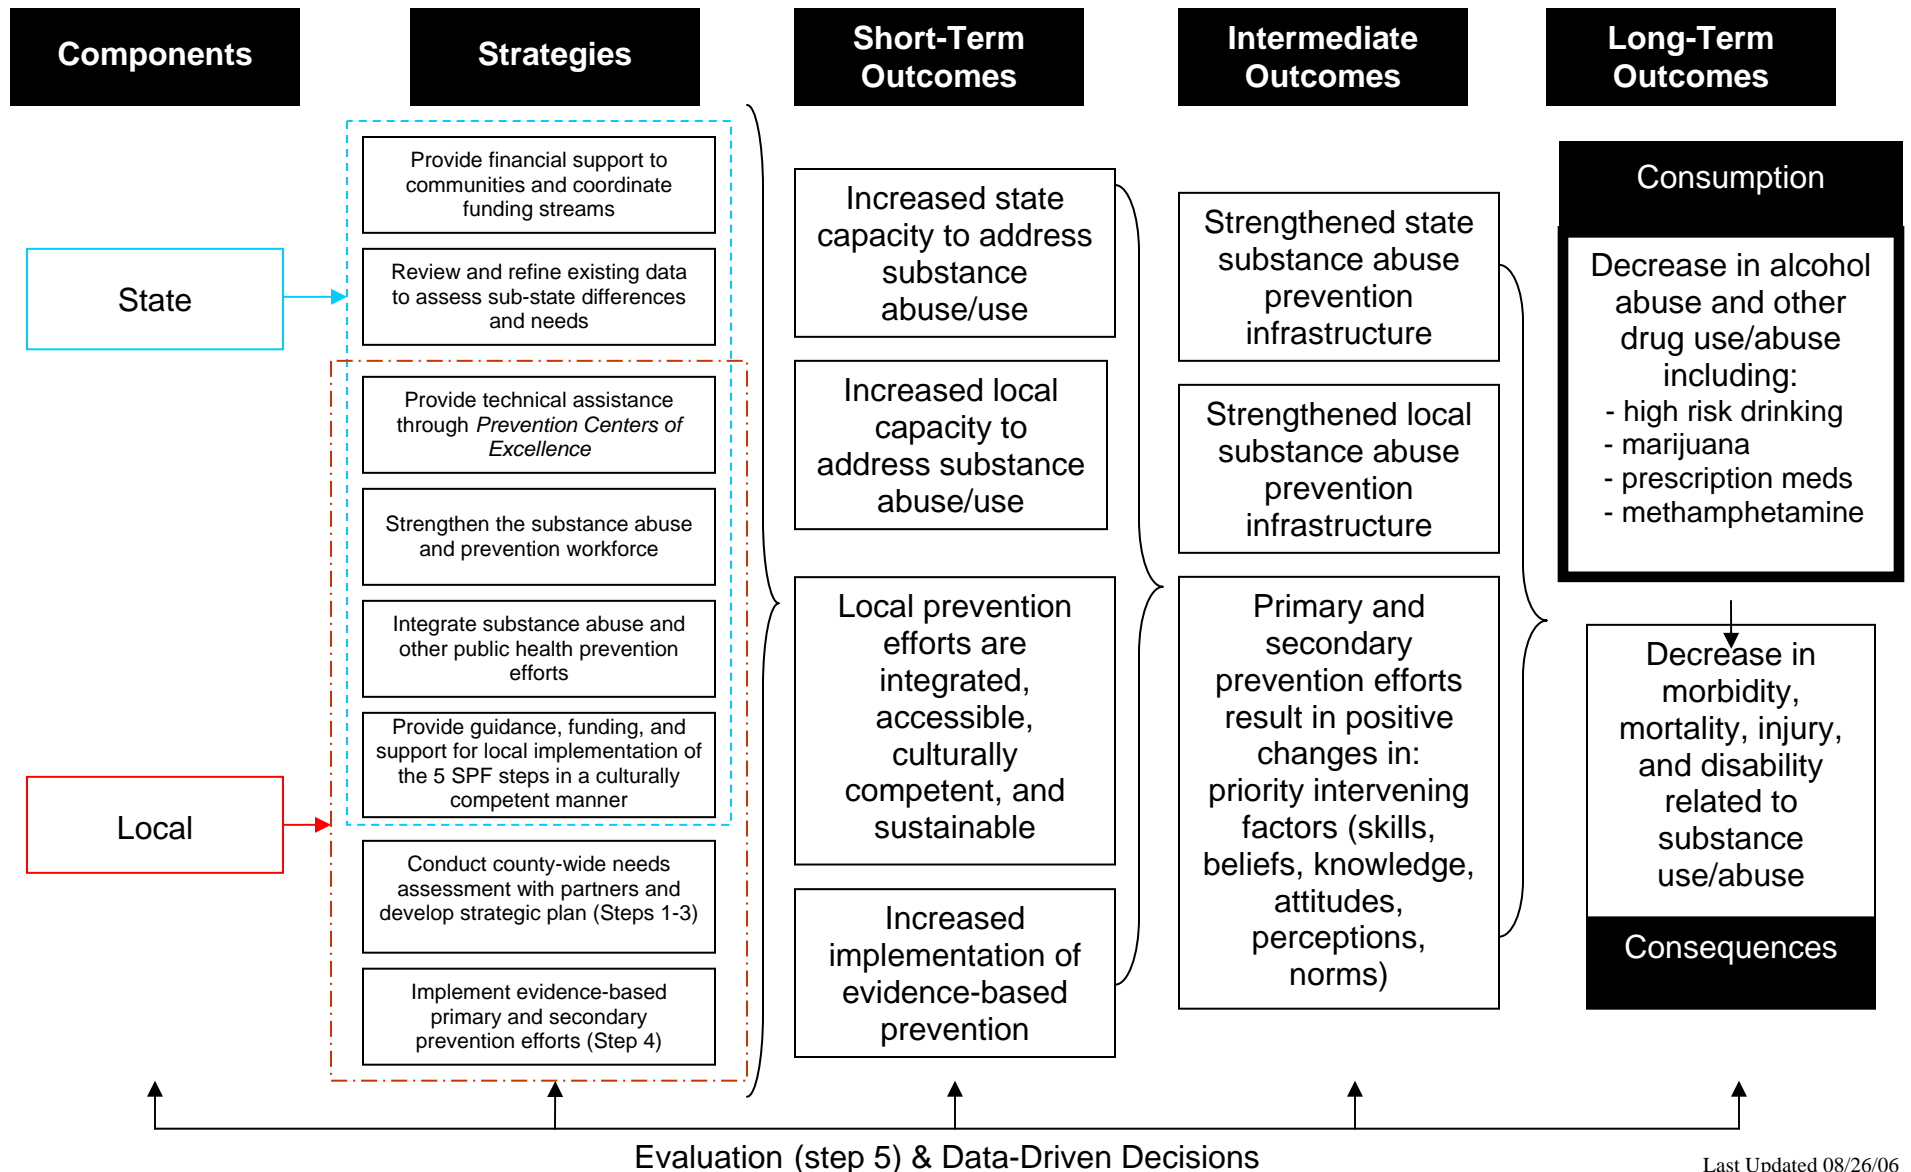 Components
Strategies
Short-Term
Outcomes
Intermediate
Outcomes
Long-Term
Outcomes
State
Local
Provide financial support to
communities and coordinate
funding streams
Review and refine existing data
to assess sub-state differences
and needs
Provide technical assistance
through Prevention Centers of
Excellence
Strengthen the substance abuse
and prevention workforce
Integrate substance abuse and
other public health prevention
efforts
Provide guidance, funding, and
support for local implementation of
the 5 SPF steps in a culturally
competent manner
Conduct county-wide needs
assessment with partners and
develop strategic plan (Steps 1-3)
Implement evidence-based
primary and secondary
prevention efforts (Step 4)
Increased state
capacity to address
substance
abuse/use
Increased local
capacity to
address substance
abuse/use
Local prevention
efforts are
integrated,
accessible,
culturally
competent, and
sustainable
Increased
implementation of
evidence-based
prevention
Strengthened state
substance abuse
prevention
infrastructure
Strengthened local
substance abuse
prevention
infrastructure
Primary and
secondary
prevention efforts
result in positive
changes in:
priority intervening
factors (skills,
beliefs, knowledge,
attitudes,
perceptions,
norms)
Consumption
Decrease in alcohol
abuse and other
drug use/abuse
including:
- high risk drinking
- marijuana
- prescription meds
- methamphetamine
Decrease in
morbidity,
mortality, injury,
and disability
related to
substance
use/abuse
Consequences
Evaluation (step 5) & Data-Driven Decisions
Last Updated 08/26/06